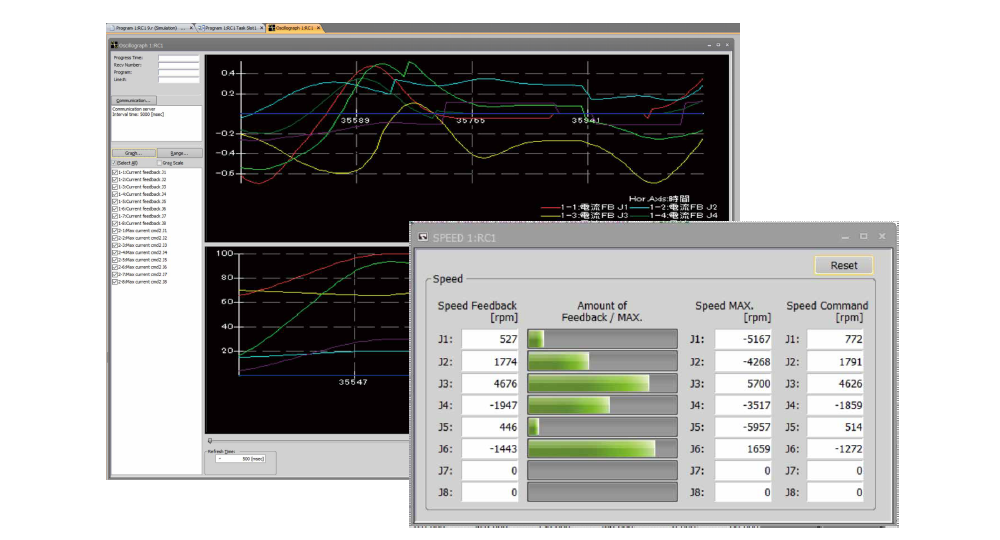 Program 1:RC1 9.r (Simulation) ... ×
Program 1:RC1 Task Slot1 ×
Oscillograph 1:RC1 ×
Oscillograph 1:RC1
Progress Time:
Recv Number:
Program:
Line#:
Communication...
Communication server
Interval time: 5000 [msec]
Graph...
Range...
(Select All)
Gray Scale
1-1:Current feedback J1
1-2:Current feedback J2
1-3:Current feedback J3
1-4:Current feedback J4
1-5:Current feedback J5
1-6:Current feedback J6
1-7:Current feedback J7
1-8:Current feedback J8
2-1:Max current cmd2 J1
2-2:Max current cmd2 J2
2-3:Max current cmd2 J3
2-4:Max current cmd2 J4
2-5:Max current cmd2 J5
2-6:Max current cmd2 J6
2-7:Max current cmd2 J7
2-8:Max current cmd2 J8
0.4
0.2
35589 35765 35941
-0.2
-0.4
-0.6
Hor.Axis:時間
1-1:電流FB J1 1-2:電流FB J2
1-3:電流FB J3 1-4:電流FB J4
100
80
60
40
20
35547
Refresh Time:
500 [msec]
SPEED 1:RC1
Reset
Speed
Speed Feedback [rpm] Amount of Feedback / MAX. Speed MAX. [rpm] Speed Command [rpm]
J1: 527 J1: -5167 J1: 772
J2: 1774 J2: -4268 J2: 1791
J3: 4676 J3: 5700 J3: 4626
J4: -1947 J4: -3517 J4: -1859
J5: 446 J5: -5957 J5: 514
J6: -1443 J6: 1659 J6: -1272
J7: 0 J7: 0 J7: 0
J8: 0 J8: 0 J8: 0